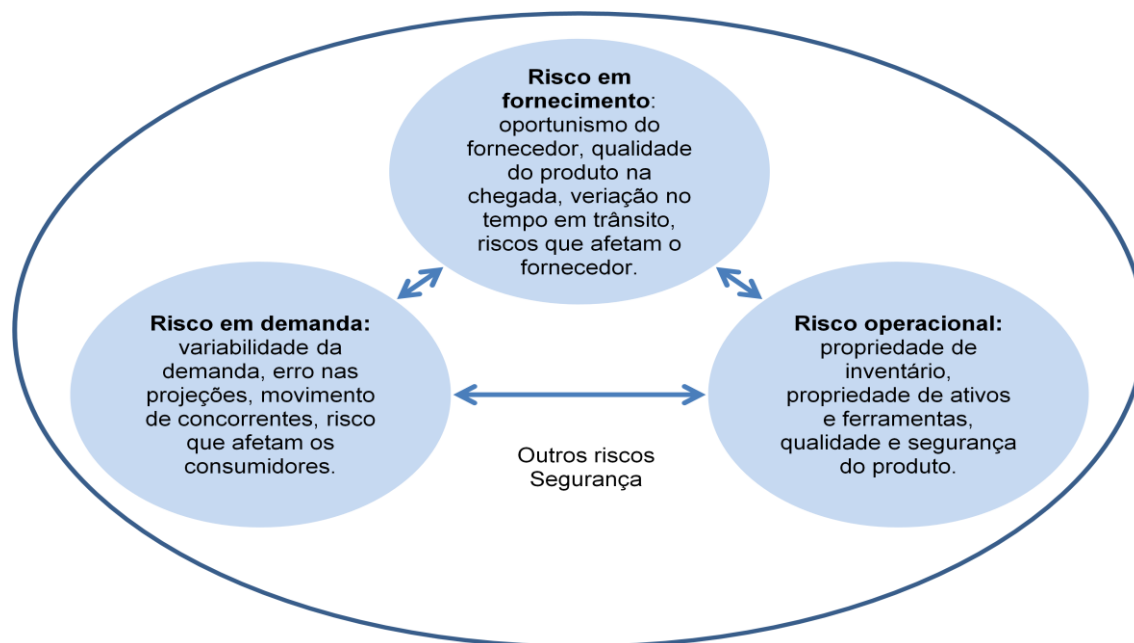 Risco em
fornecimento:
oportunismo do
fornecedor, qualidade
do produto na
chegada, veriação no
tempo em trânsito,
riscos que afetam o
fornecedor.
Risco em demanda:
variabilidade da
demanda, erro nas
projeções, movimento
de concorrentes, risco
que afetam os
consumidores.
Risco operacional:
propriedade de
inventário,
propriedade de ativos
e ferramentas,
qualidade e segurança
do produto.
Outros riscos
Segurança